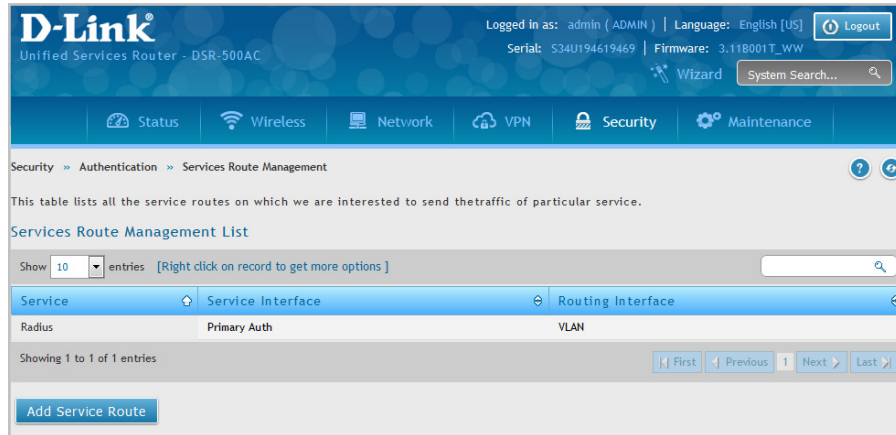 D-Link®
Unified Services Router - DSR-500AC
Logged in as: admin ( ADMIN ) | Language: English [US]
Logout
Serial: S34U194619469 | Firmware: 3.11B001T_WW
Wizard
System Search...
Status
Wireless
Network
VPN
Security
Maintenance
Security » Authentication » Services Route Management
?
This table lists all the service routes on which we are interested to send thetraffic of particular service.
Services Route Management List
Show 10 entries [Right click on record to get more options ]
Service Service Interface Routing Interface
Radius Primary Auth VLAN
Showing 1 to 1 of 1 entries
First Previous 1 Next Last
Add Service Route